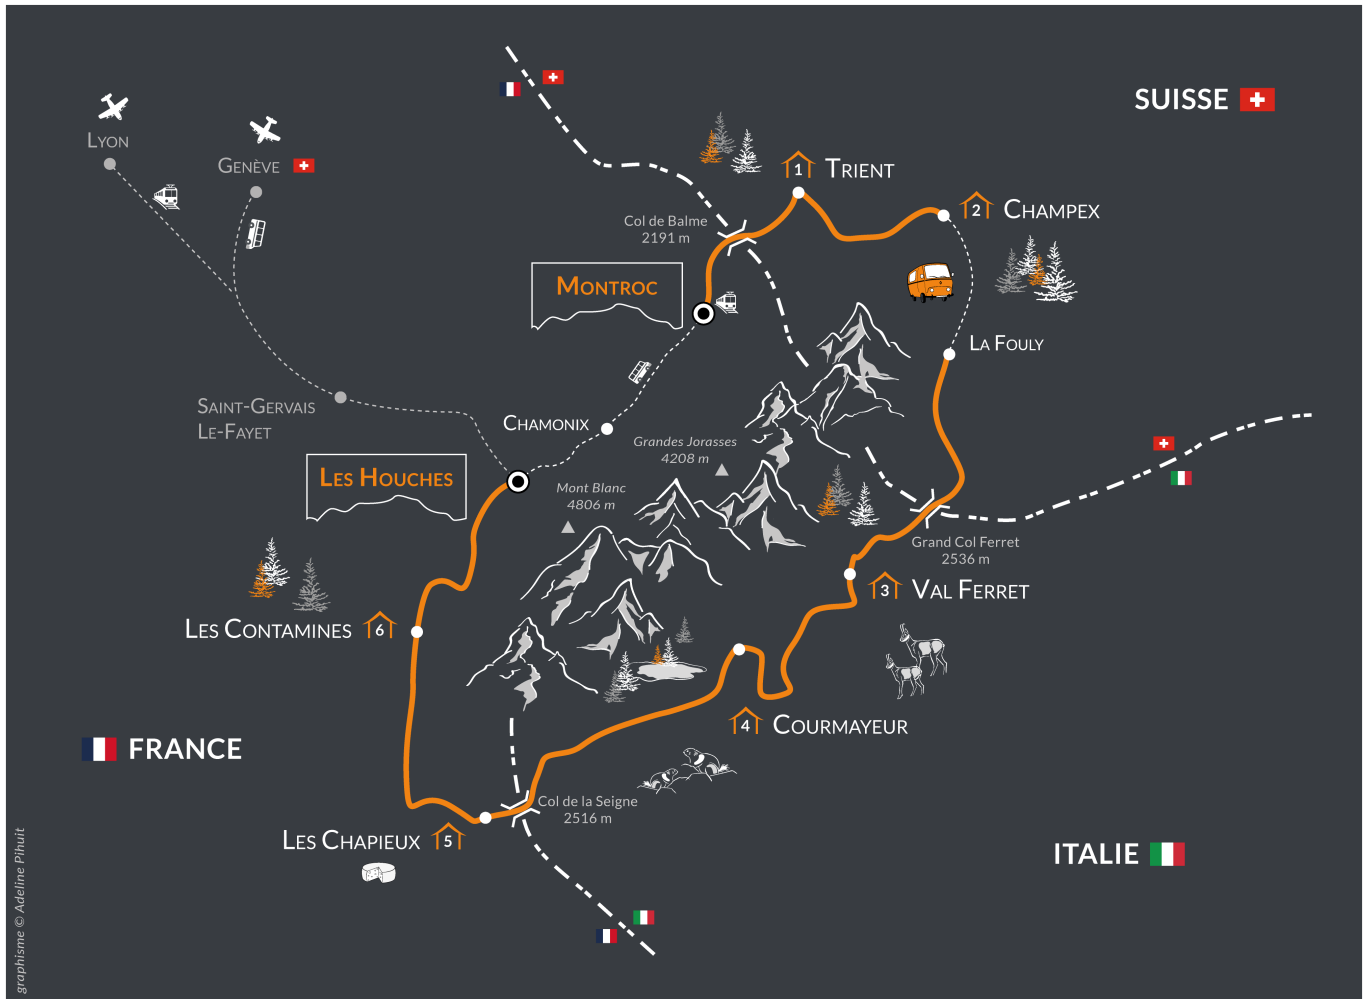 SUISSE
LYON
GENÈVE
1 TRIENT
2 CHAMPEX
Col de Balme
2191 m
MONTROC
LA FOULY
SAINT-GERVAIS
LE-FAYET
CHAMONIX
Grandes Jorasses
4208 m
LES HOUCHES
Mont Blanc
4806 m
Grand Col Ferret
2536 m
3 VAL FERRET
LES CONTAMINES 6
4 COURMAYEUR
FRANCE
Col de la Seigne
2516 m
LES CHAPIEUX 5
ITALIE
graphisme © Adeline Pihuit